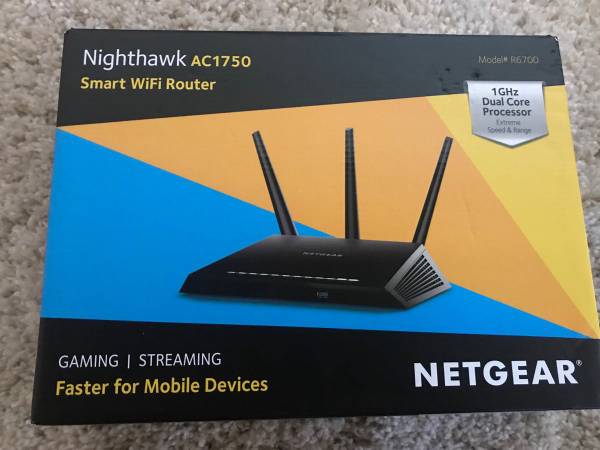 Nighthawk AC1750
Smart WiFi Router
Model# R6700
1GHz
Dual Core
Processor
Extreme
Speed & Range
NETGEAR
GAMING | STREAMING
Faster for Mobile Devices
NETGEAR®